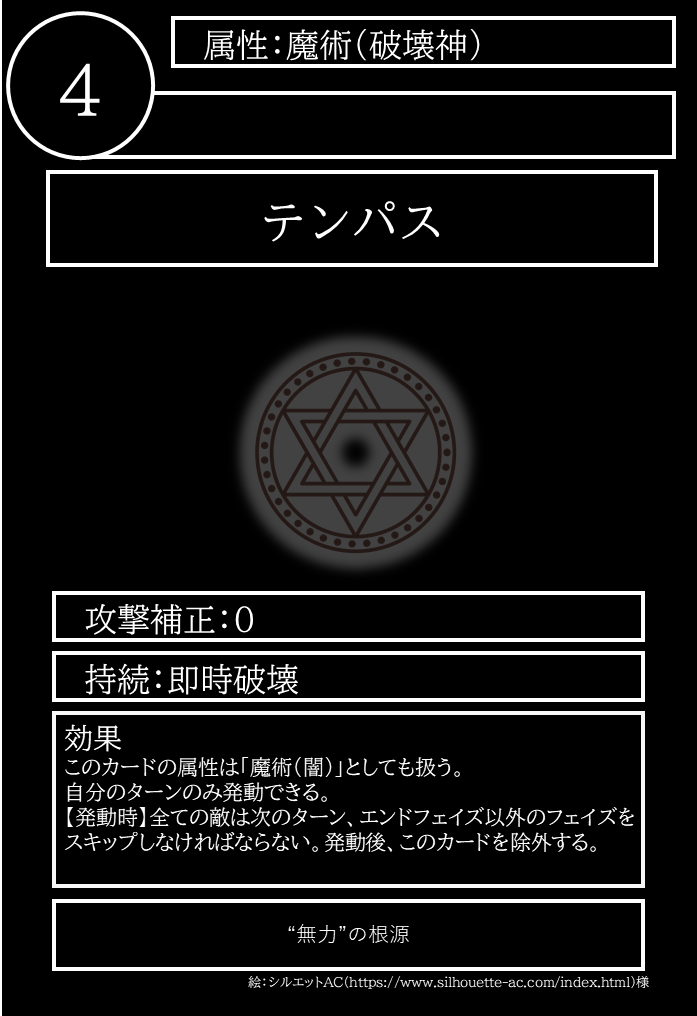 属性：魔術（破壊神）
4
テンパス
攻撃補正：0
持続：即時破壊
効果
このカードの属性は「魔術（闇）」としても扱う。
自分のターンのみ発動できる。
【発動時】全ての敵は次のターン、エンドフェイズ以外のフェイズを
スキップしなければならない。発動後、このカードを除外する。
“無力”の根源
絵：シルエットAC(https://www.silhouette-ac.com/index.html)様